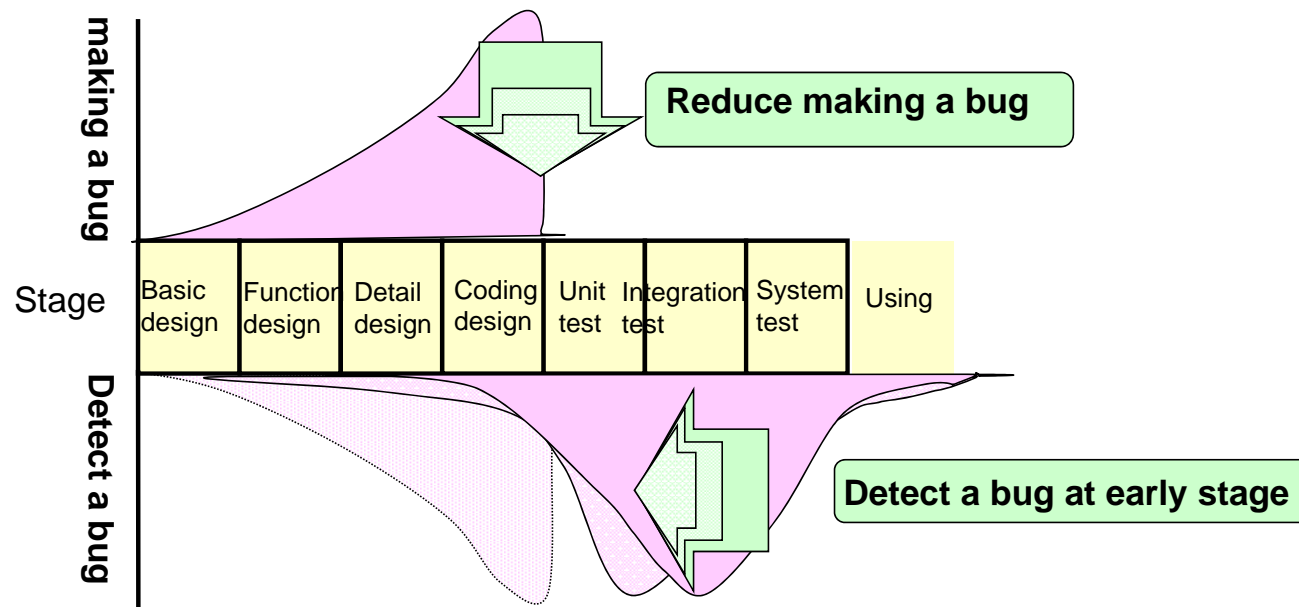 making a bug
Reduce making a bug
Stage
Basic
design
Function
design
Detail
design
Coding
design
Unit
test
Integration
test
System
test
Using
Detect a bug
Detect a bug at early stage